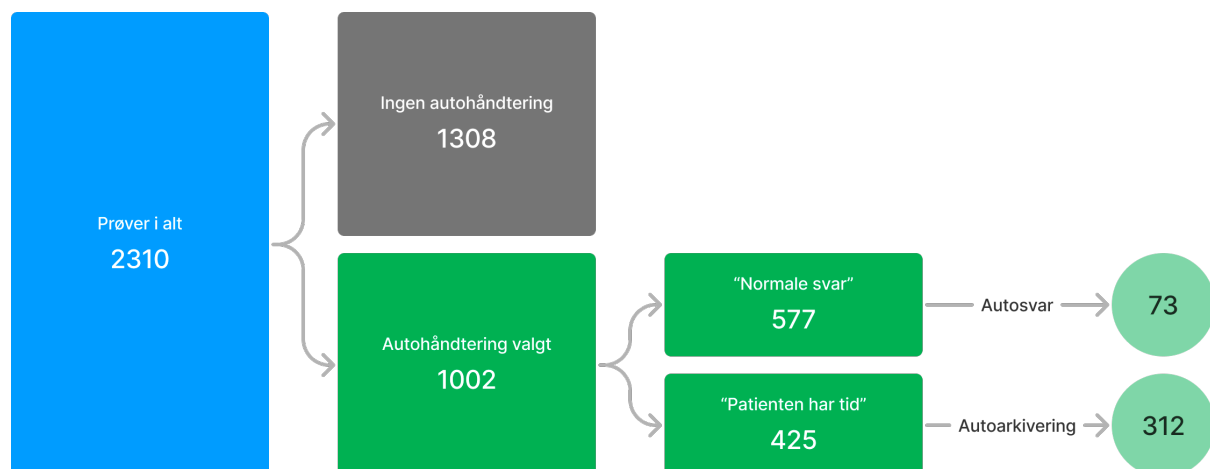 Prøver i alt
2310
Ingen autohåndtering
1308
Autohåndtering valgt
1002
“Normale svar”
577
Autosvar
73
“Patienten har tid”
425
Autoarkivering
312